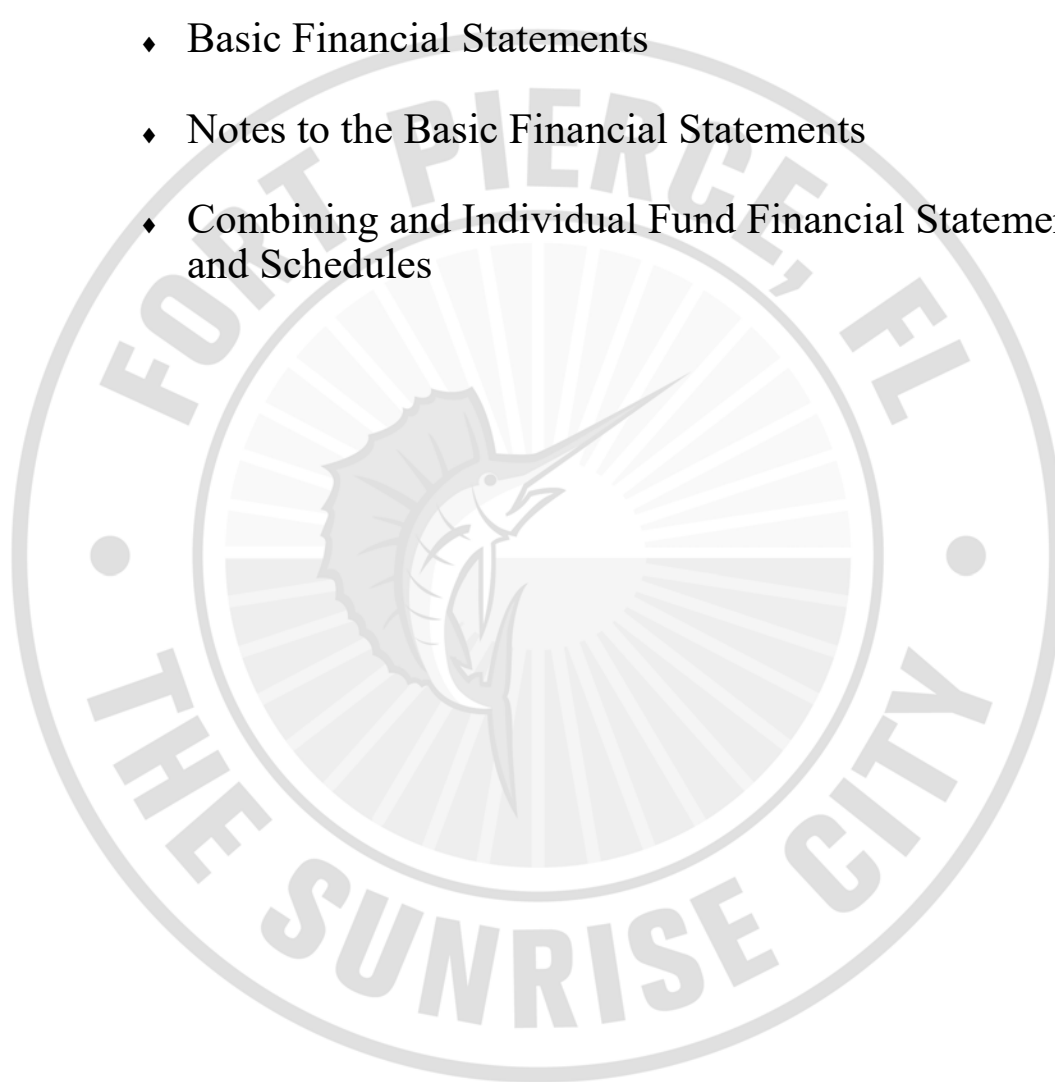 ♦ Basic Financial Statements
♦ Notes to the Basic Financial Statements
♦ Combining and Individual Fund Financial
and Schedules
FORT PIERCE, FL
THE SUNRISE CITY